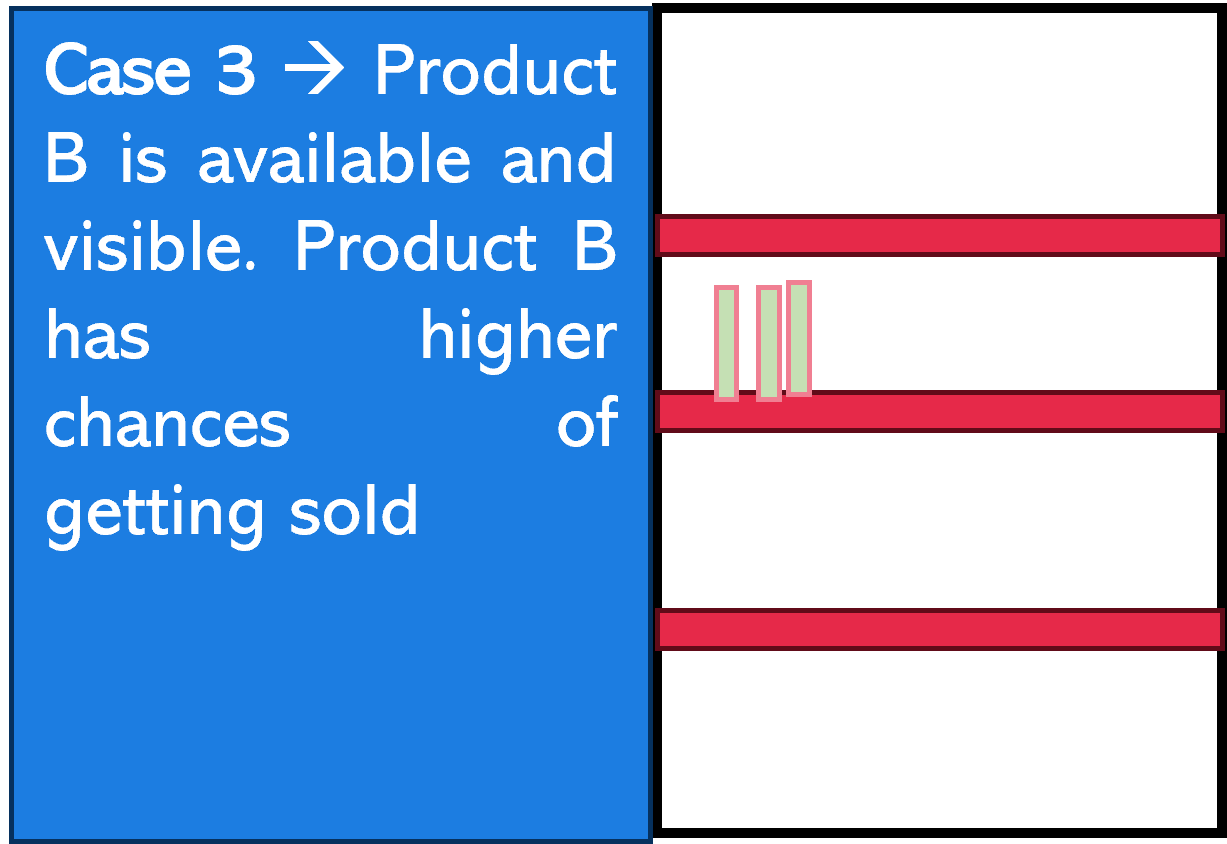 Case 3 → Product
B is available and
visible. Product B
has higher
chances of
getting sold